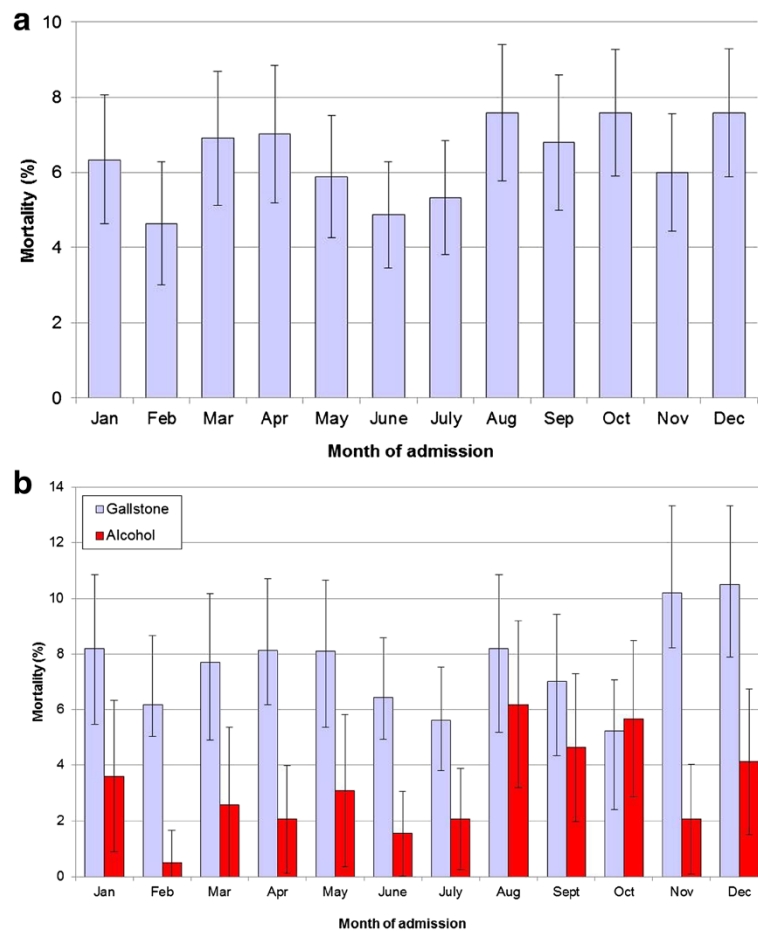 a
10
8
6
4
2
0
Mortality (%)
Jan Feb Mar Apr May June July Aug Sep Oct Nov Dec
Month of admission
b
14
12
10
8
6
4
2
0
Gallstone
Alcohol
Mortality (%)
Jan Feb Mar Apr May June July Aug Sept Oct Nov Dec
Month of admission